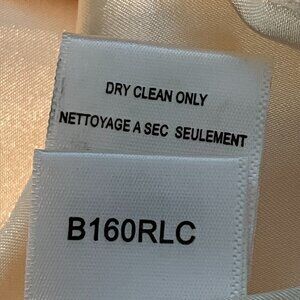 DRY CLEAN ONLY
NETTOYAGE A SEC SEULEMENT
B160RLC